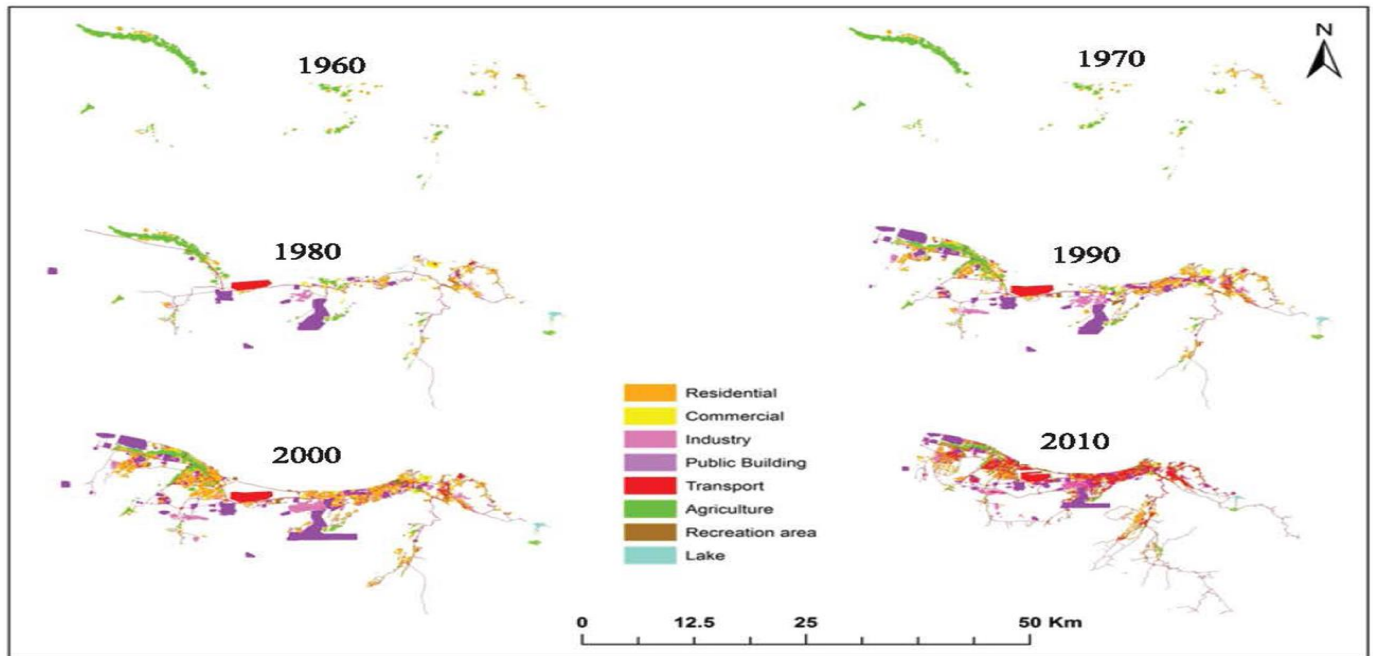 N
1960
1970
1980
1990
2000
2010
Residential
Commercial
Industry
Public Building
Transport
Agriculture
Recreation area
Lake
0 12.5 25 50 Km